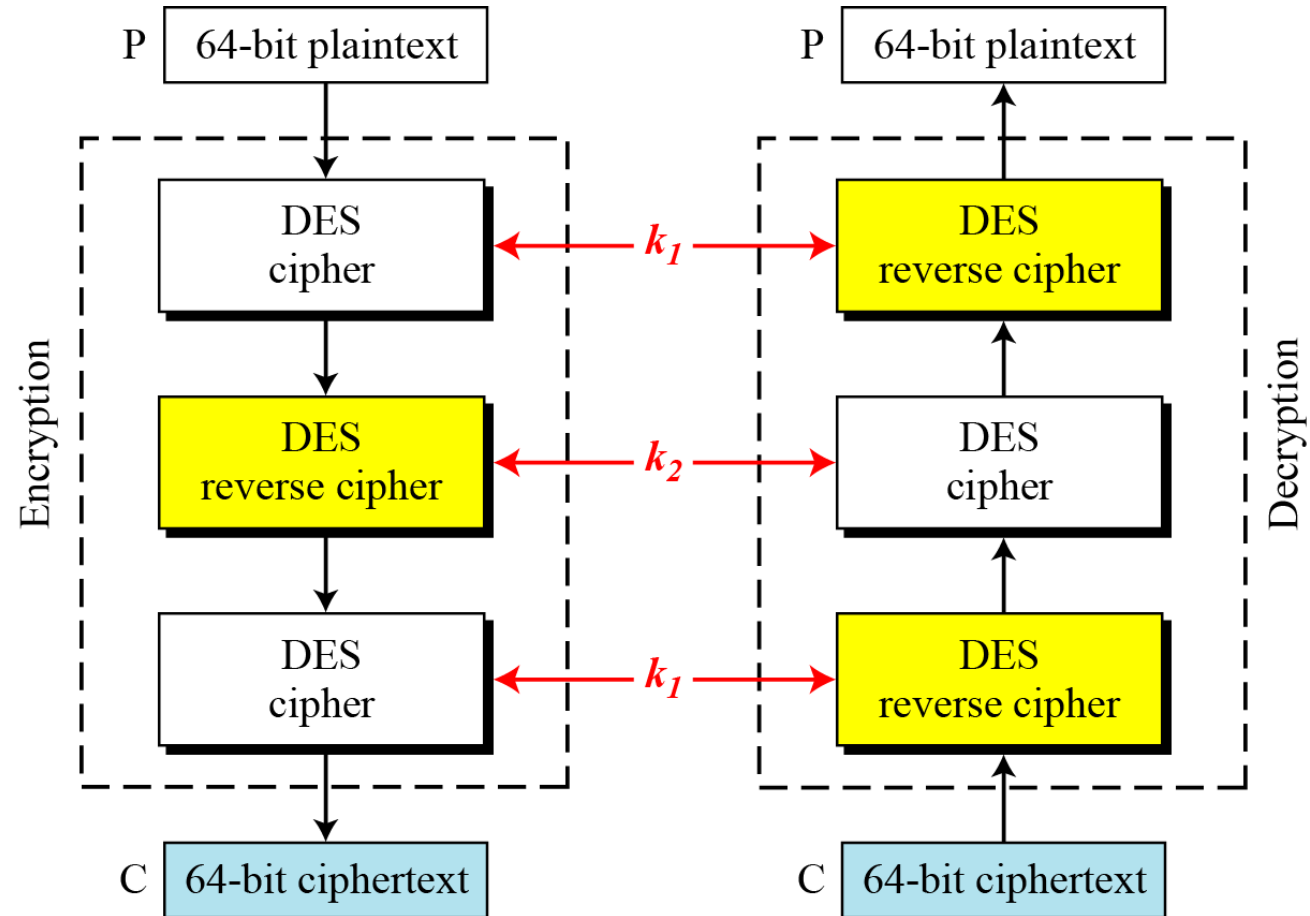 P 64-bit plaintext
P 64-bit plaintext
Encryption
DES
cipher
k1
DES
reverse cipher
DES
reverse cipher
k2
DES
cipher
DES
cipher
k1
DES
reverse cipher
Decryption
C 64-bit ciphertext
C 64-bit ciphertext